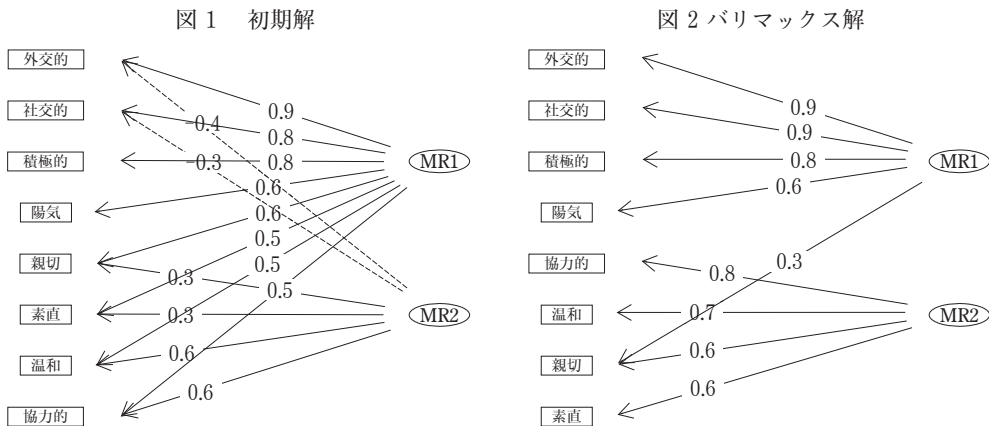 図 1　初期解
外交的
社交的
積極的
陽気
親切
素直
温和
協力的
0.9
0.8
0.8
0.6
0.6
0.5
0.5
0.5
-0.4
-0.3
0.3
0.3
0.6
0.6
MR1
MR2
図 2 バリマックス解
外交的
社交的
積極的
陽気
協力的
温和
親切
素直
0.9
0.9
0.8
0.6
0.3
0.8
0.7
0.6
0.6
MR1
MR2